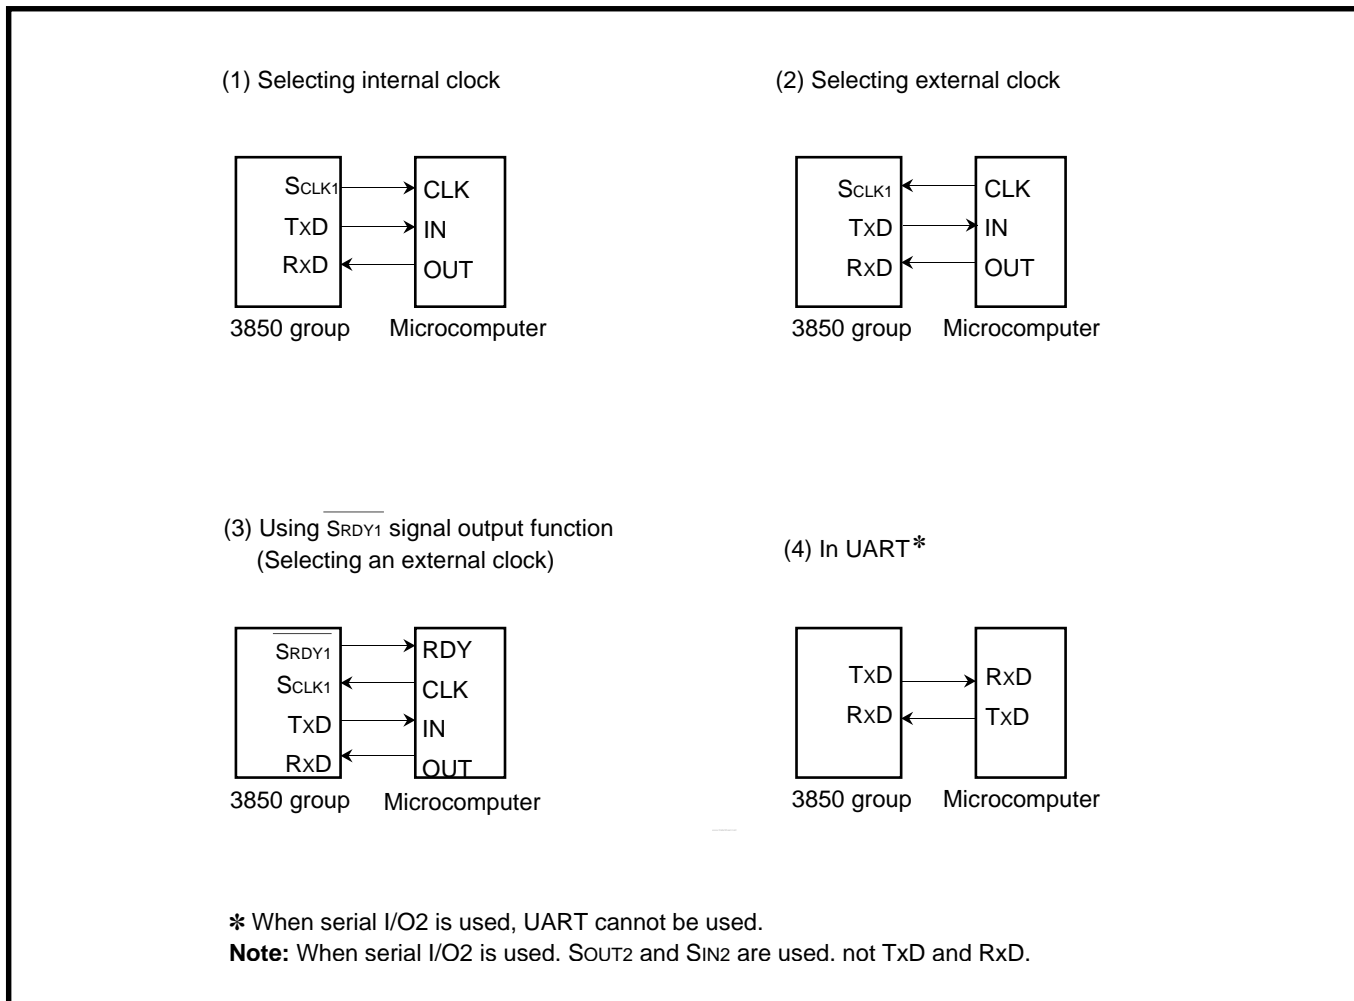 (1) Selecting internal clock
(2) Selecting external clock
SCLK1
TxD
RxD
CLK
IN
OUT
3850 group
Microcomputer
SCLK1
TxD
RxD
CLK
IN
OUT
3850 group
Microcomputer
(3) Using SRDY1 signal output function
(Selecting an external clock)
(4) In UART*
SRDY1
SCLK1
TxD
RxD
RDY
CLK
IN
OUT
3850 group
Microcomputer
TxD
RxD
RxD
TxD
3850 group
Microcomputer
* When serial I/O2 is used, UART cannot be used.
Note: When serial I/O2 is used. SOUT2 and SIN2 are used. not TxD and RxD.